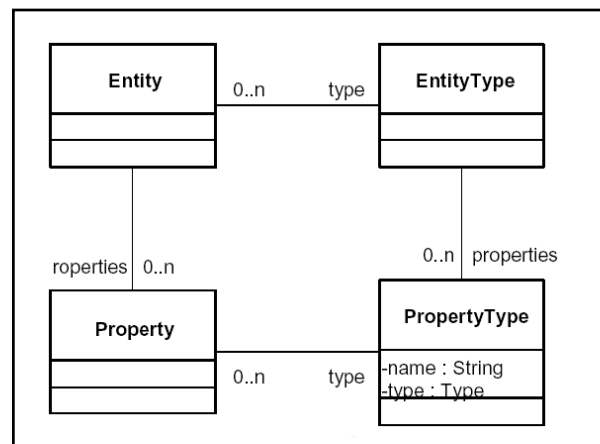 Entity
EntityType
0..n type
roperties 0..n
0..n properties
Property
PropertyType
-name : String
-type : Type
0..n type